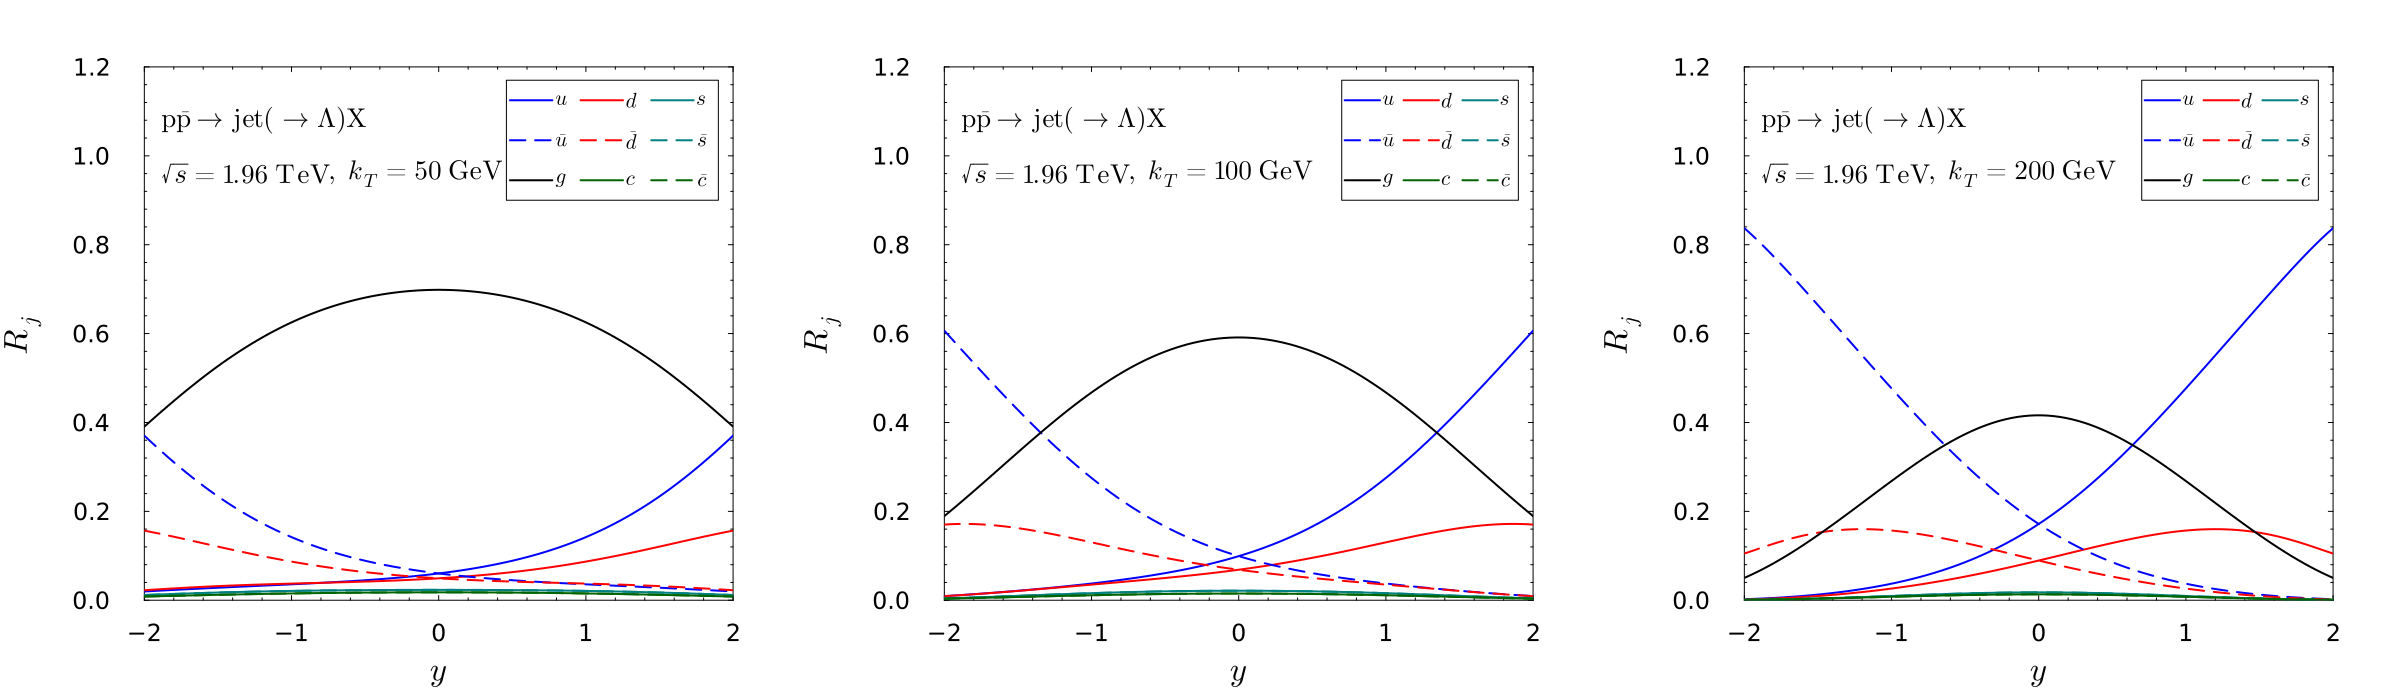 pp̄ → jet( → Λ)X
√s = 1.96 TeV, k_T = 50 GeV
u d s
ū d̄ s̄
g c c̄
1.2
1.0
0.8
0.6
0.4
0.2
0.0
−2 −1 0 1 2
R_j
y
pp̄ → jet( → Λ)X
√s = 1.96 TeV, k_T = 100 GeV
u d s
ū d̄ s̄
g c c̄
1.2
1.0
0.8
0.6
0.4
0.2
0.0
−2 −1 0 1 2
R_j
y
pp̄ → jet( → Λ)X
√s = 1.96 TeV, k_T = 200 GeV
u d s
ū d̄ s̄
g c c̄
1.2
1.0
0.8
0.6
0.4
0.2
0.0
−2 −1 0 1 2
R_j
y